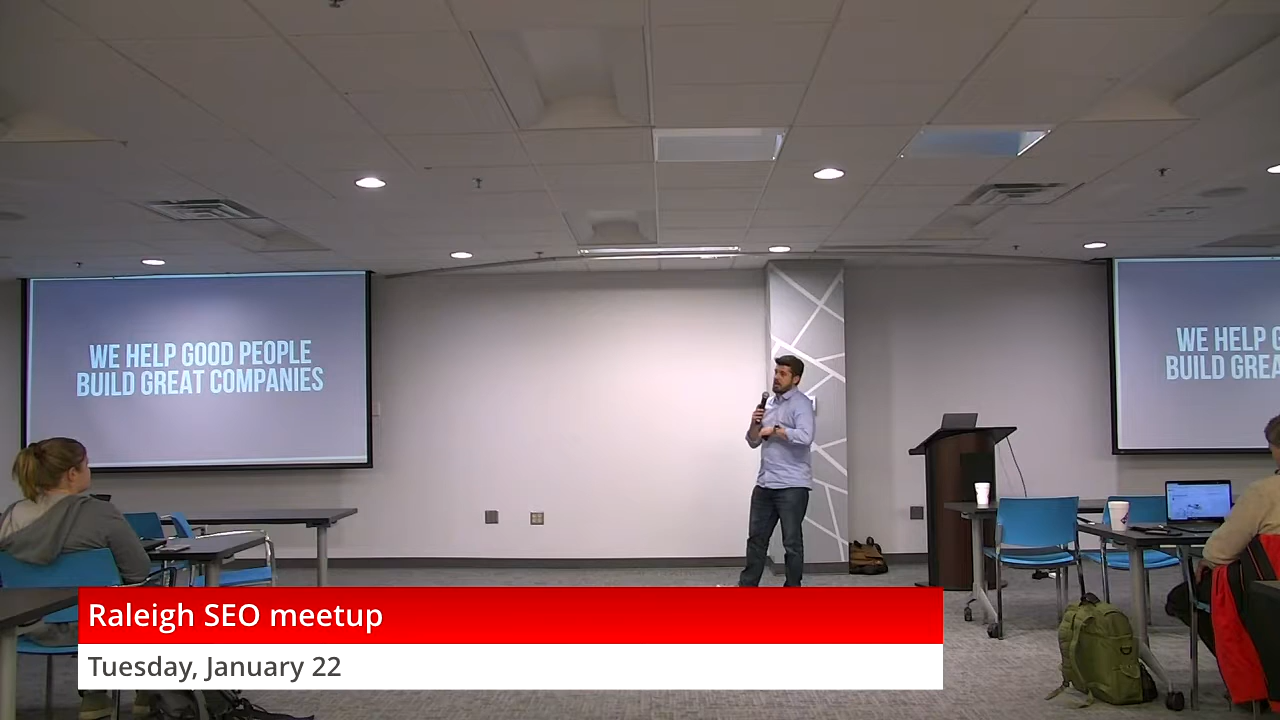 WE HELP GOOD PEOPLE
BUILD GREAT COMPANIES
WE HELP G
BUILD GREA
Raleigh SEO meetup
Tuesday, January 22